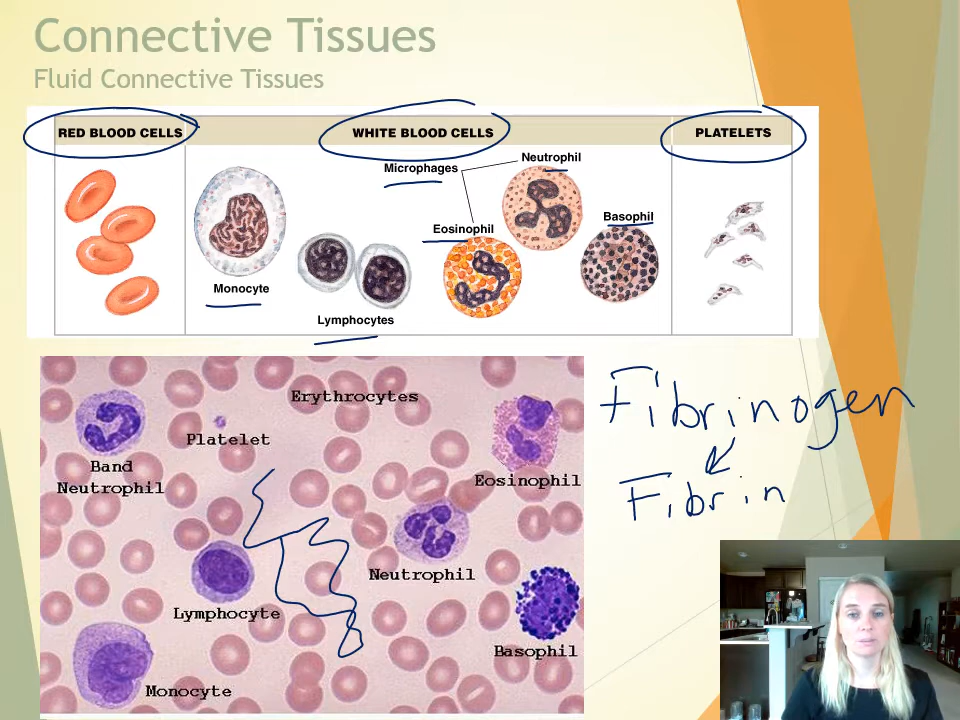 Connective Tissues
Fluid Connective Tissues
RED BLOOD CELLS
WHITE BLOOD CELLS
PLATELETS
Microphages
Neutrophil
Eosinophil
Basophil
Monocyte
Lymphocytes
Erythrocytes
Platelet
Band
Neutrophil
Eosinophil
Neutrophil
Lymphocyte
Basophil
Monocyte
Fibrinogen
Fibrin